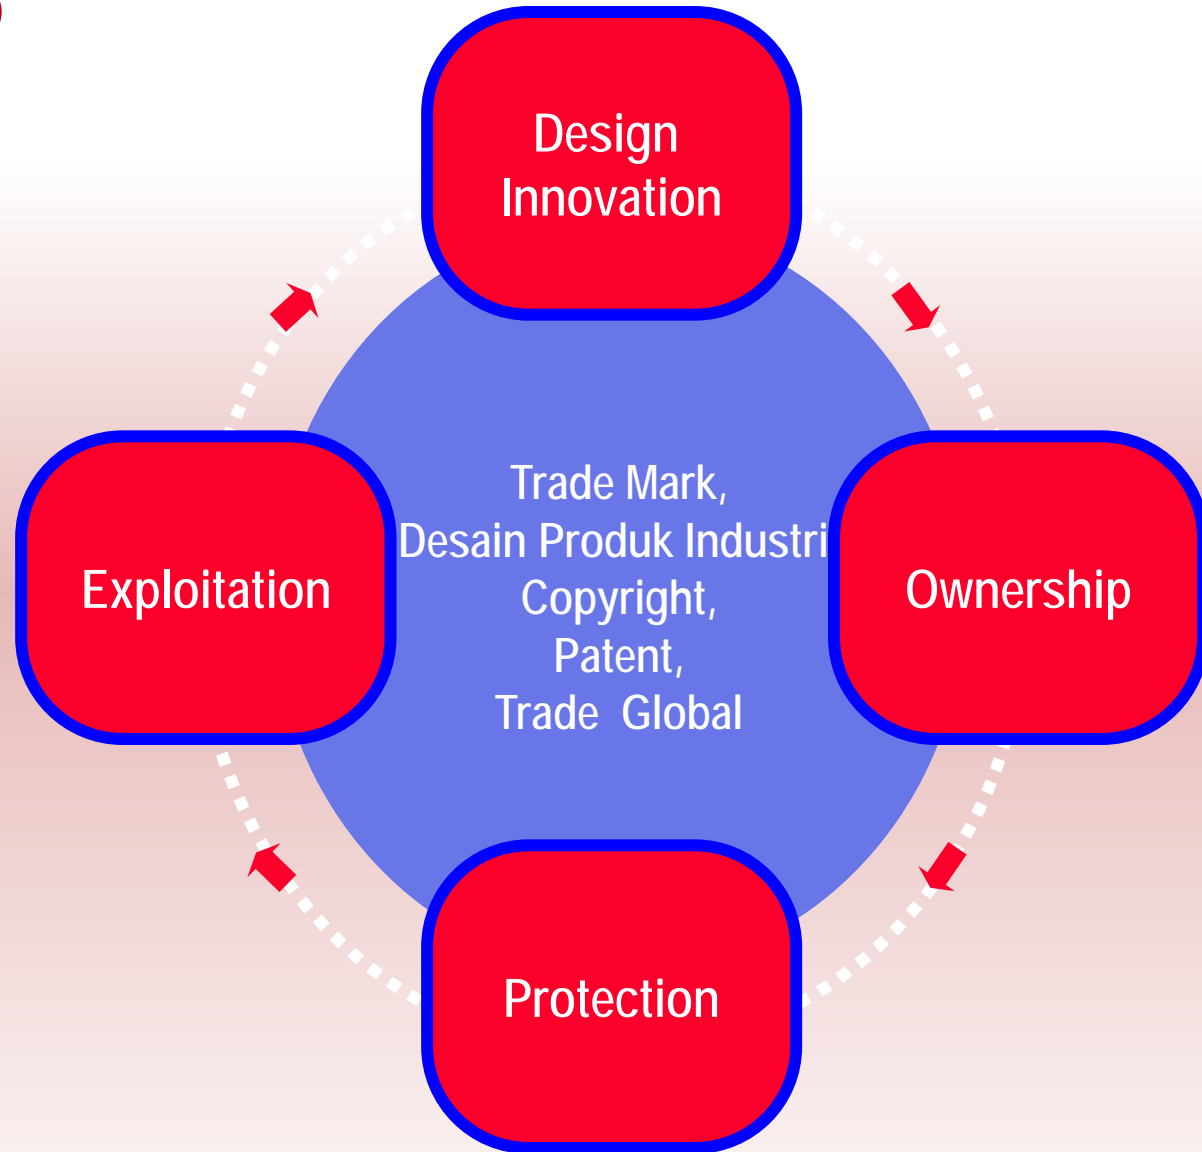 Design
Innovation
Trade Mark,
Desain Produk Industri
Copyright,
Patent,
Trade Global
Exploitation
Ownership
Protection